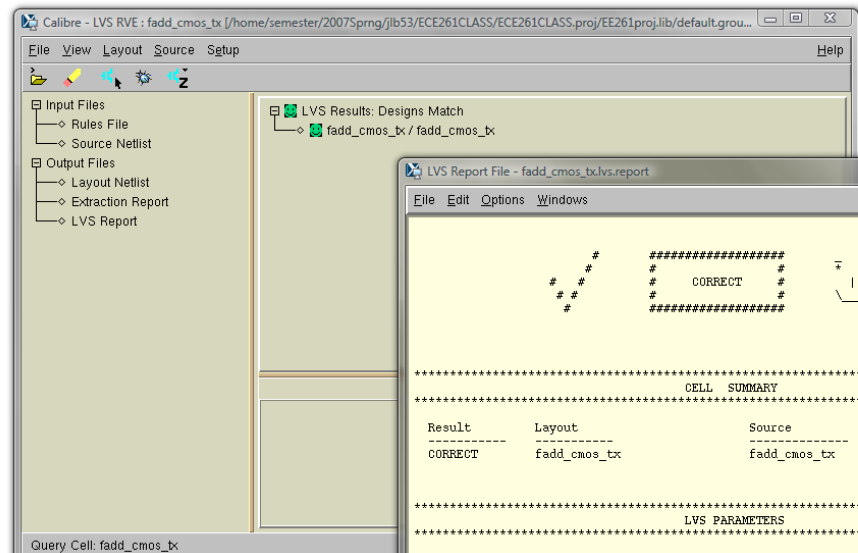 Calibre - LVS RVE : fadd_cmos_tx [/home/semester/2007Sprng/jlb53/ECE261CLASS/ECE261CLASS.proj/EE261proj.lib/default.grou...
File View Layout Source Setup Help
Input Files
Rules File
Source Netlist
Output Files
Layout Netlist
Extraction Report
LVS Report
LVS Results: Designs Match
fadd_cmos_tx / fadd_cmos_tx
LVS Report File - fadd_cmos_tx.lvs.report
File Edit Options Windows
# ################### _
# # # *
# # # CORRECT # |
# # # # \__
# ###################
*************************************************************
CELL SUMMARY
*************************************************************
Result Layout Source
----------- ----------- --------------
CORRECT fadd_cmos_tx fadd_cmos_tx
*************************************************************
LVS PARAMETERS
*************************************************************
Query Cell: fadd_cmos_tx